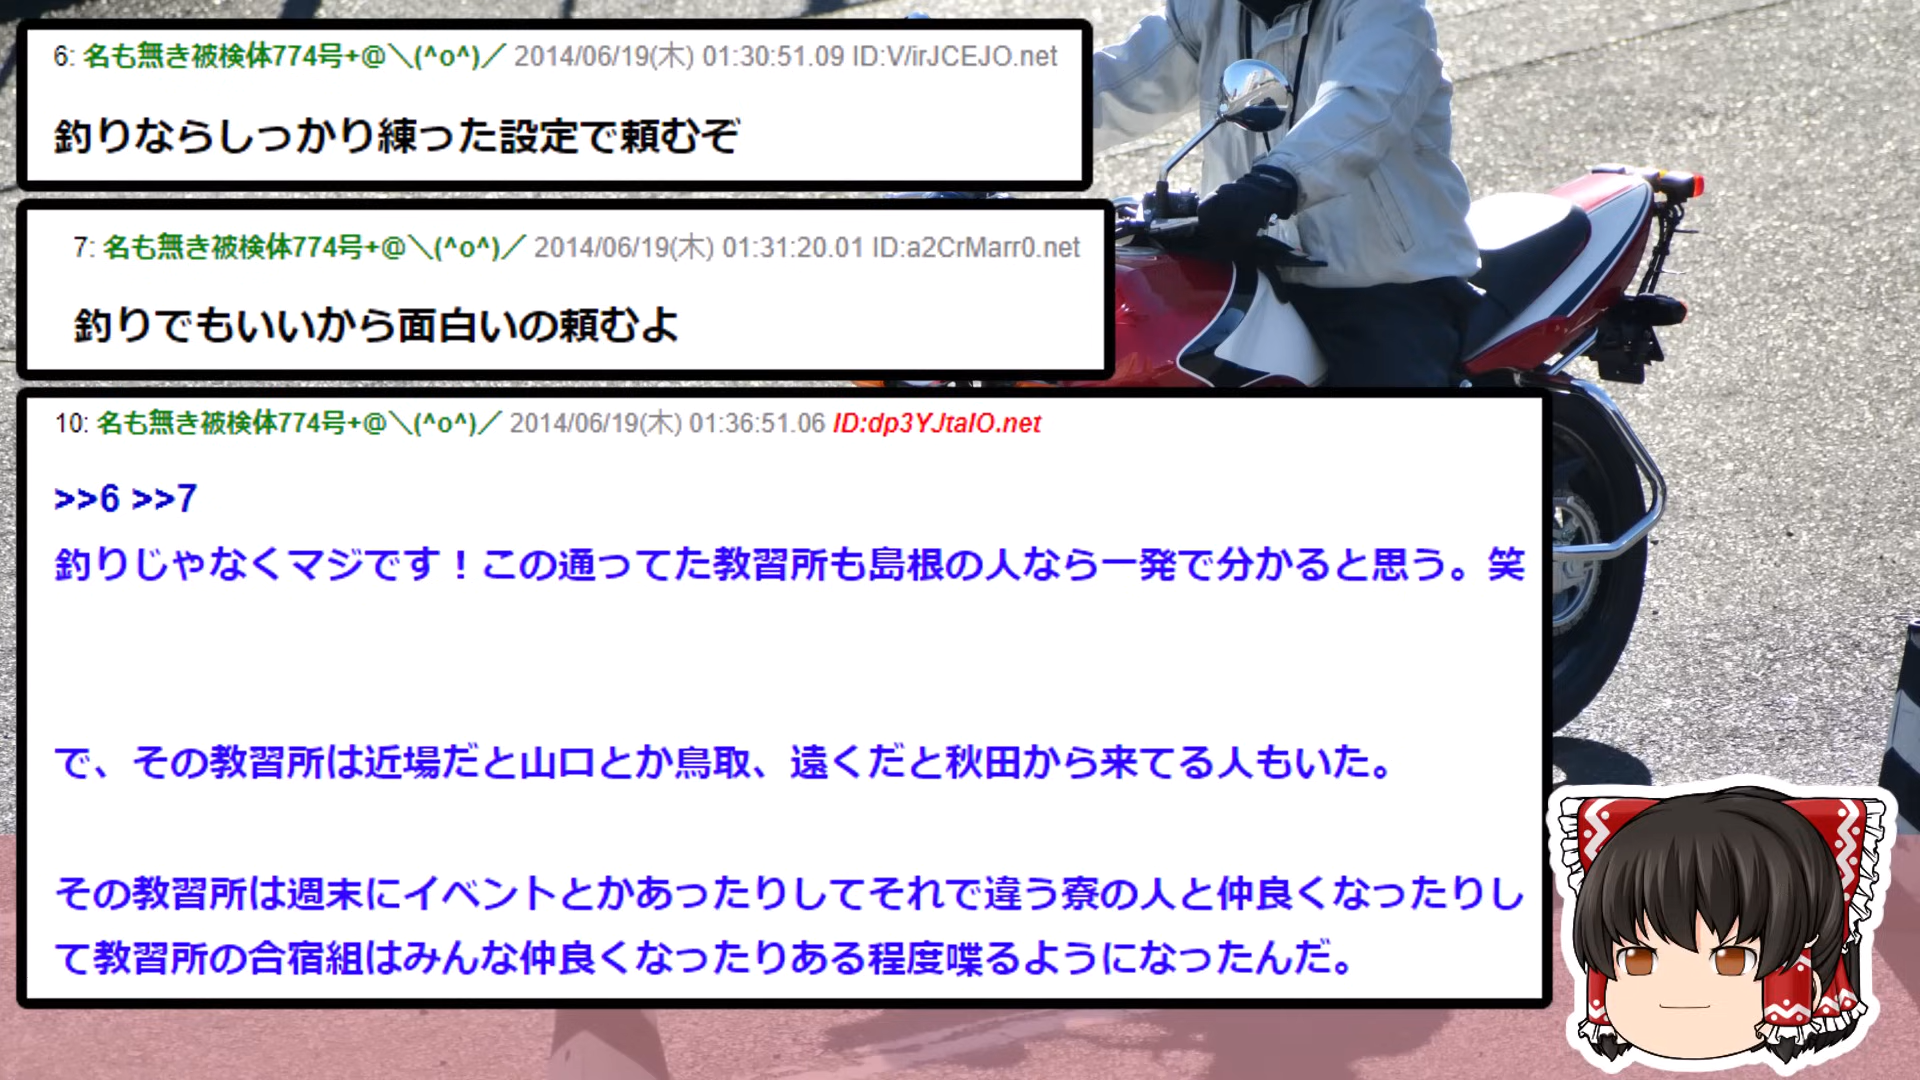 6: 名も無き被検体774号+@＼(^o^)／ 2014/06/19(木) 01:30:51.09 ID:V/irJCEJO.net
釣りならしっかり練った設定で頼むぞ
7: 名も無き被検体774号+@＼(^o^)／ 2014/06/19(木) 01:31:20.01 ID:a2CrMarr0.net
釣りでもいいから面白いの頼むよ
10: 名も無き被検体774号+@＼(^o^)／ 2014/06/19(木) 01:36:51.06 ID:dp3YJtaIO.net
>>6 >>7
釣りじゃなくマジです！この通ってた教習所も島根の人なら一発で分かると思う。笑
で、その教習所は近場だと山口とか鳥取、遠くだと秋田から来てる人もいた。
その教習所は週末にイベントとかあったりしてそれで違う寮の人と仲良くなったりし
て教習所の合宿組はみんな仲良くなったりある程度喋るようになったんだ。